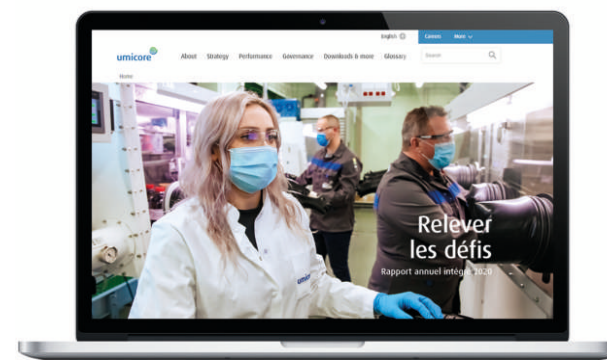 English
Careers More
umicore
About Strategy Performance Governance Downloads & more Glossary
Search
Home
Relever
les défis
Rapport annuel intégré 2020
umicore